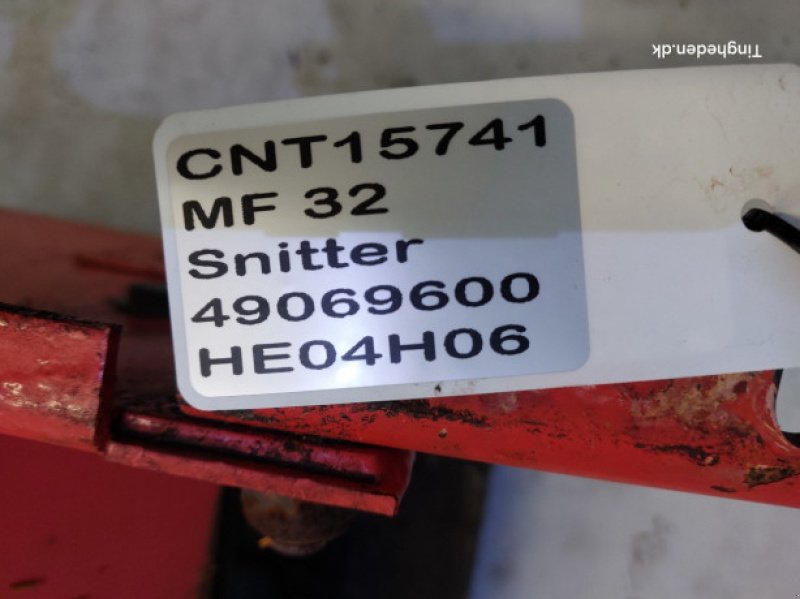 Tingheden.dk
CNT15741
MF 32
Snitter
49069600
HE04H06